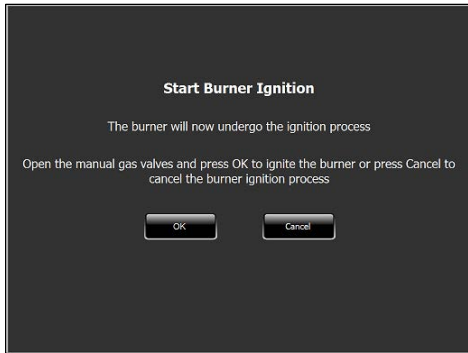 Start Burner Ignition
The burner will now undergo the ignition process
Open the manual gas valves and press OK to ignite the burner or press Cancel to
cancel the burner ignition process
OK
Cancel